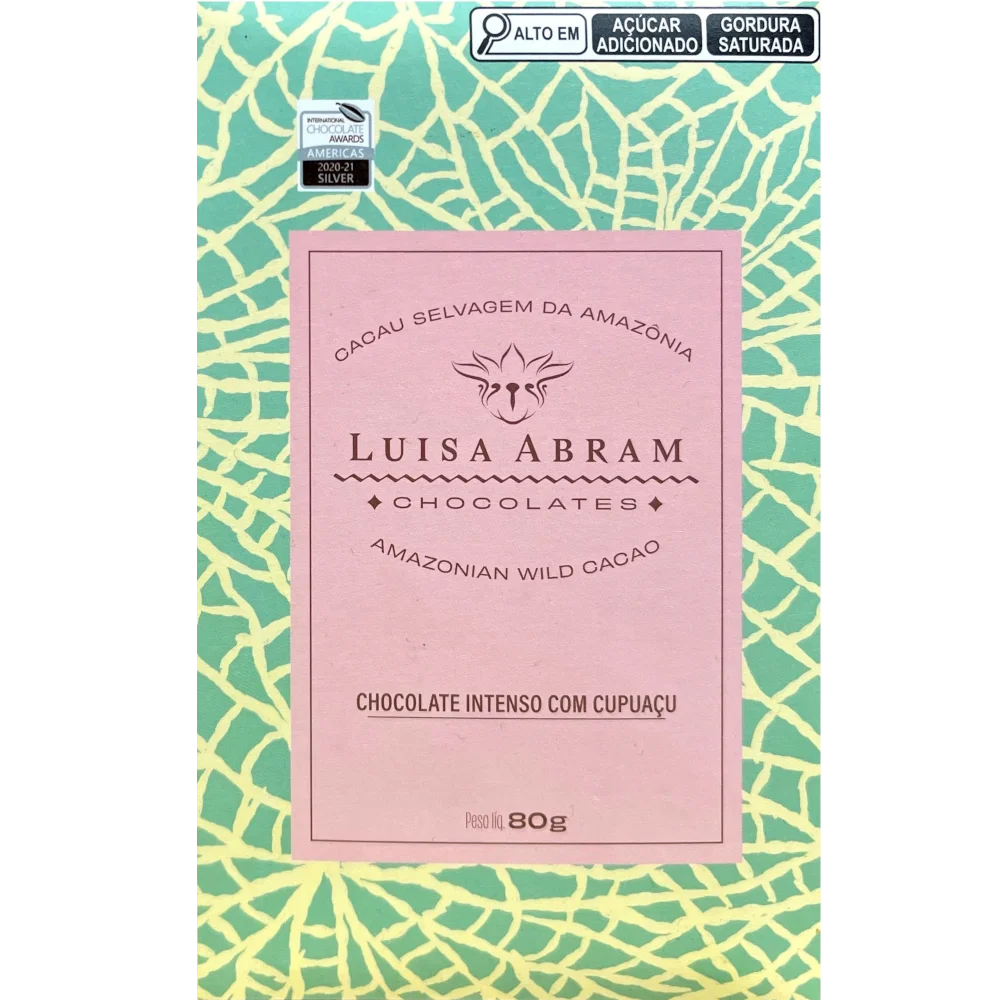 ALTO EM
AÇÚCAR
ADICIONADO
GORDURA
SATURADA
INTERNATIONAL
CHOCOLATE
AWARDS
AMERICAS
2020-21
SILVER
CACAU SELVAGEM DA AMAZÔNIA
LUISA ABRAM
CHOCOLATES
AMAZONIAN WILD CACAO
CHOCOLATE INTENSO COM CUPUAÇU
Peso líq. 80g